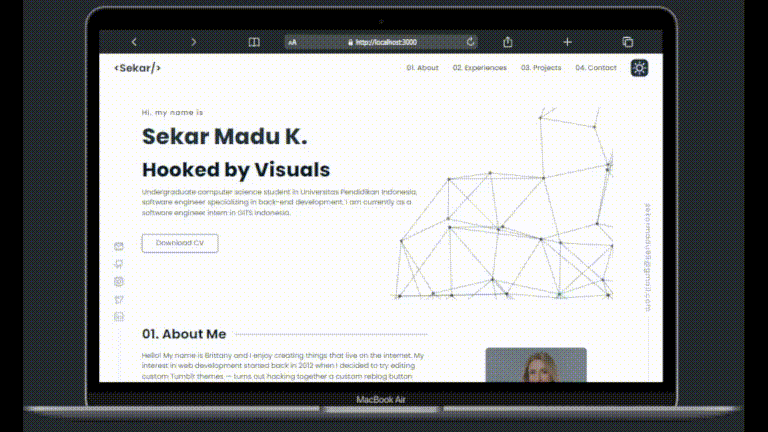 AA http://localhost:3000
<Sekar/> 01. About 02. Experiences 03. Projects 04. Contact
Hi, my name is
Sekar Madu K.
Hooked by Visuals
Undergraduate computer science student in Universitas Pendidikan Indonesia,
software engineer specializing in back-end development. I am currently as a
software engineer intern in GITS Indonesia.
Download CV
01. About Me
Hello! My name is Brittany and I enjoy creating things that live on the internet. My
interest in web development started back in 2012 when I decided to try editing
custom Tumblr themes — turns out hacking together a custom reblog button
MacBook Air